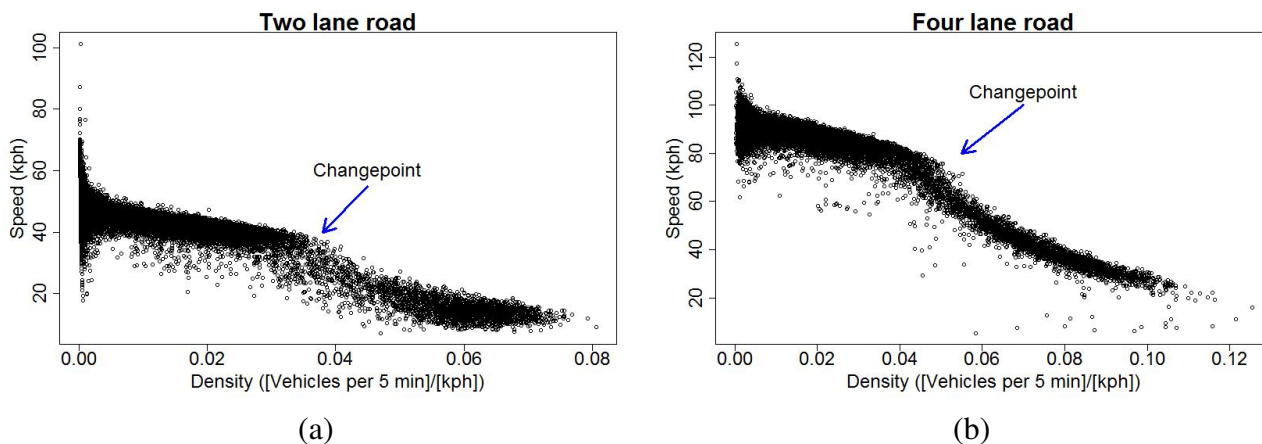 Two lane road
100
80
60
40
20
Speed (kph)
Changepoint
0.00 0.02 0.04 0.06 0.08
Density ([Vehicles per 5 min]/[kph])
(a)
Four lane road
120
100
80
60
40
20
Speed (kph)
Changepoint
0.00 0.02 0.04 0.06 0.08 0.10 0.12
Density ([Vehicles per 5 min]/[kph])
(b)